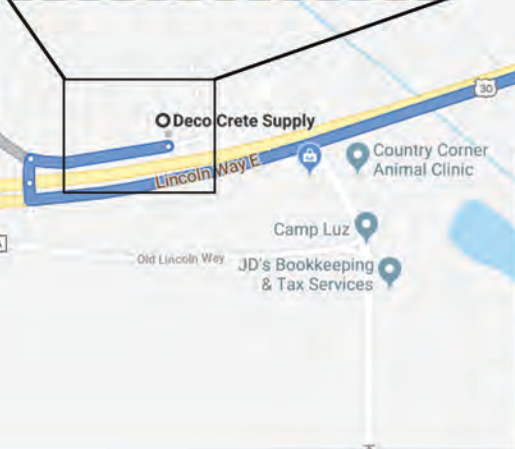 30
Deco Crete Supply
Country Corner
Animal Clinic
Lincoln Way E
Camp Luz
Old Lincoln Way
JD's Bookkeeping
& Tax Services